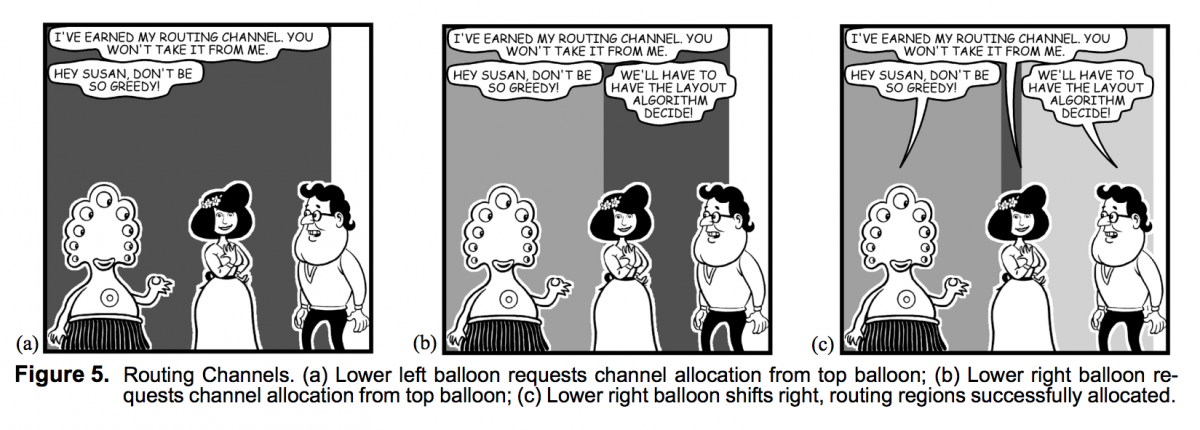 I'VE EARNED MY ROUTING CHANNEL. YOU
WON'T TAKE IT FROM ME.
HEY SUSAN, DON'T BE
SO GREEDY!
(a)
I'VE EARNED MY ROUTING CHANNEL. YOU
WON'T TAKE IT FROM ME.
HEY SUSAN, DON'T BE
SO GREEDY!
WE'LL HAVE TO
HAVE THE LAYOUT
ALGORITHM
DECIDE!
(b)
I'VE EARNED MY ROUTING CHANNEL. YOU
WON'T TAKE IT FROM ME.
HEY SUSAN, DON'T BE
SO GREEDY!
WE'LL HAVE TO
HAVE THE LAYOUT
ALGORITHM
DECIDE!
(c)
Figure 5. Routing Channels. (a) Lower left balloon requests channel allocation from top balloon; (b) Lower right balloon re-
quests channel allocation from top balloon; (c) Lower right balloon shifts right, routing regions successfully allocated.